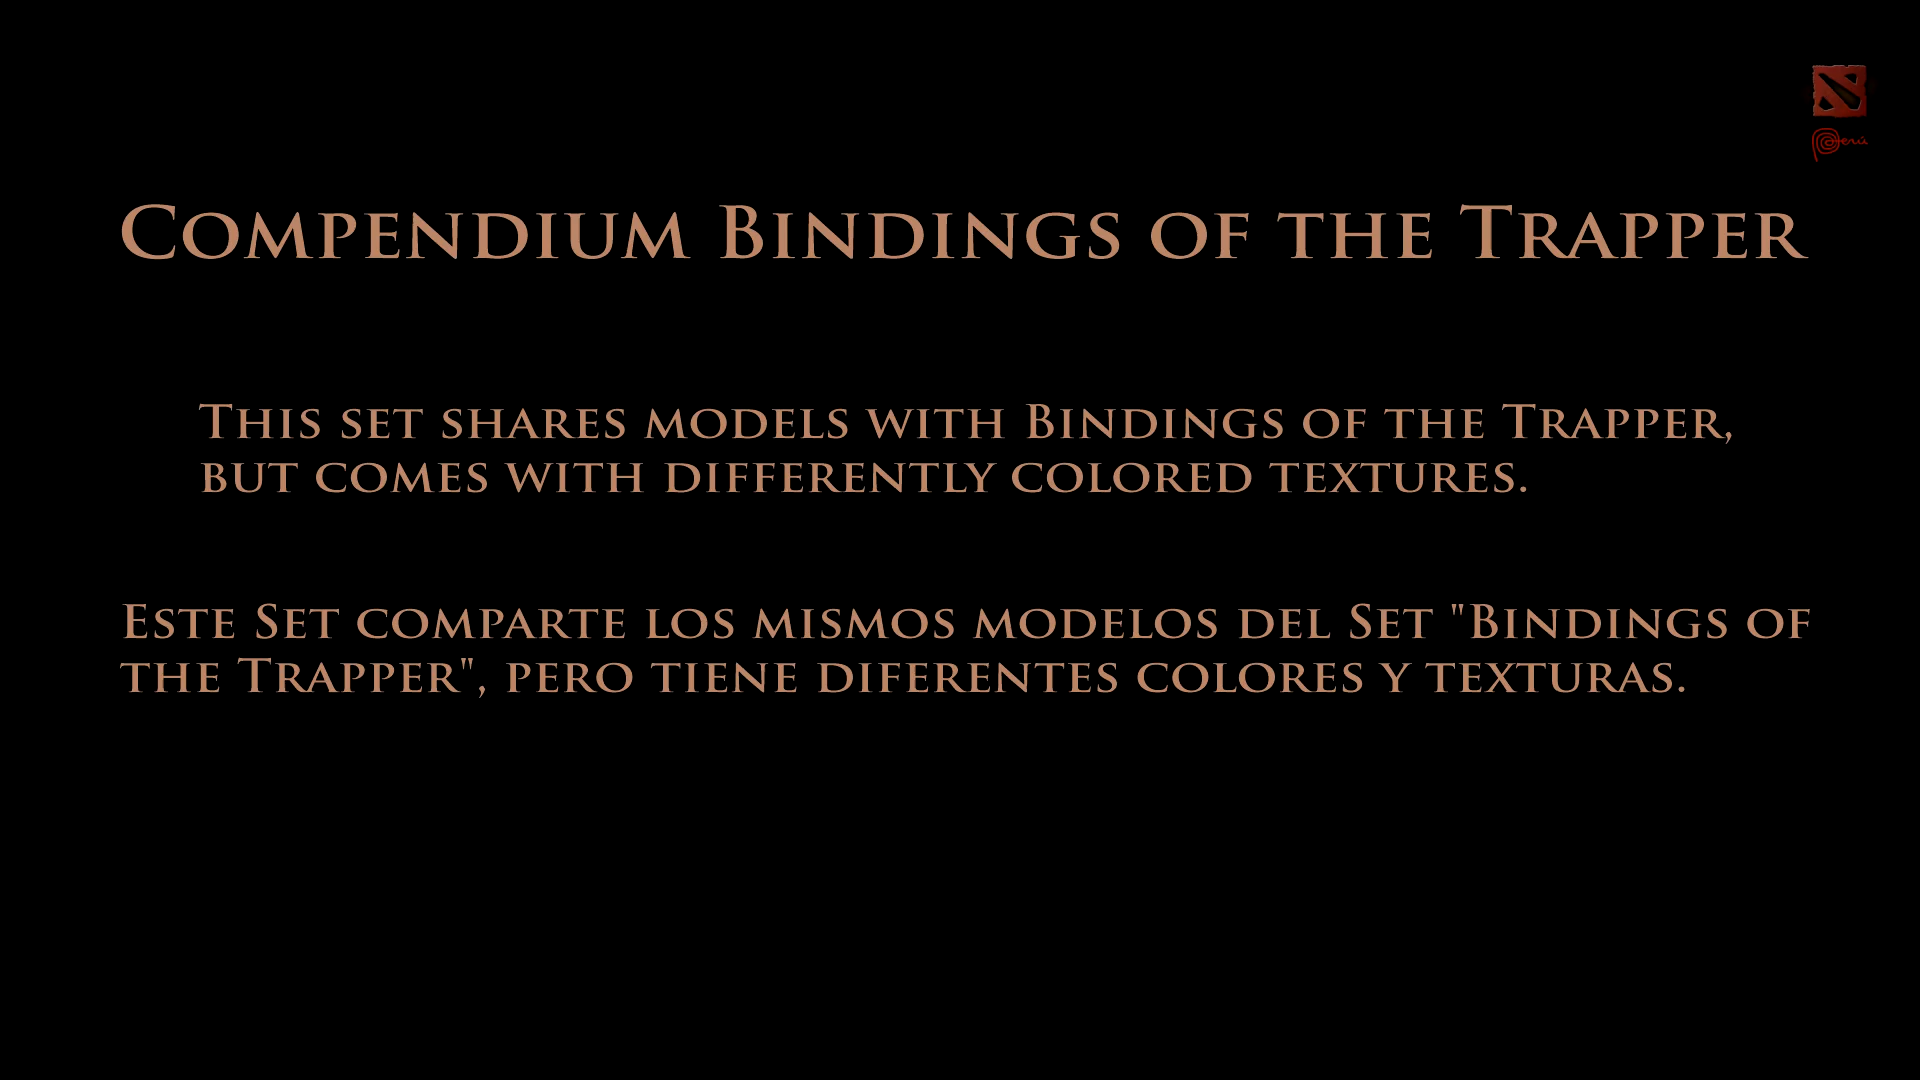 Perú
Compendium Bindings of the Trapper
This set shares models with Bindings of the Trapper,
but comes with differently colored textures.
Este Set comparte los mismos modelos del Set "Bindings of
the Trapper", pero tiene diferentes colores y texturas.